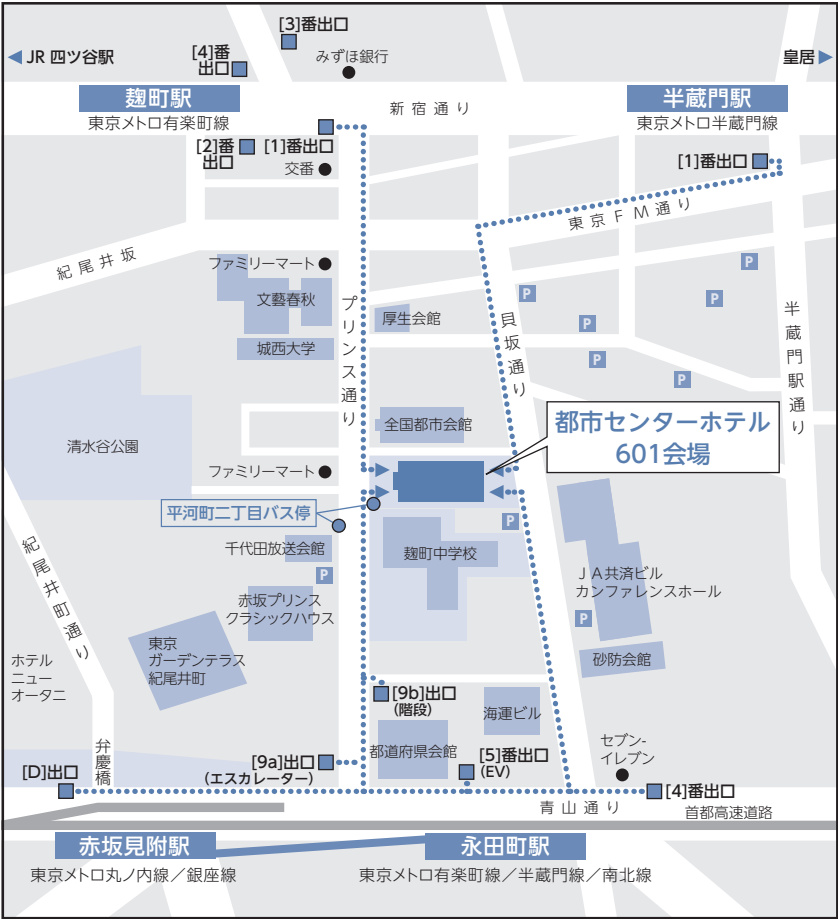 [3]番出口
JR 四ツ谷駅
[4]番
出口
みずほ銀行
皇居
麹町駅
東京メトロ有楽町線
新宿通り
半蔵門駅
東京メトロ半蔵門線
[2]番
出口
[1]番出口
交番
[1]番出口
東京FM通り
紀尾井坂
ファミリーマート
文藝春秋
城西大学
プリンス通り
厚生会館
貝坂通り
半蔵門駅通り
P
P
P
P
P
P
清水谷公園
全国都市会館
都市センターホテル
601会場
ファミリーマート
平河町二丁目バス停
千代田放送会館
P
麹町中学校
P
紀尾井町通り
赤坂プリンス
クラシックハウス
JA共済ビル
カンファレンスホール
P
東京
ガーデンテラス
紀尾井町
ホテル
ニュー
オータニ
砂防会館
[9b]出口
(階段)
海運ビル
弁慶橋
[9a]出口
(エスカレーター)
都道府県会館
[5]番出口
(EV)
セブン-
イレブン
[D]出口
[4]番出口
青山通り
首都高速道路
赤坂見附駅
東京メトロ丸ノ内線／銀座線
永田町駅
東京メトロ有楽町線／半蔵門線／南北線